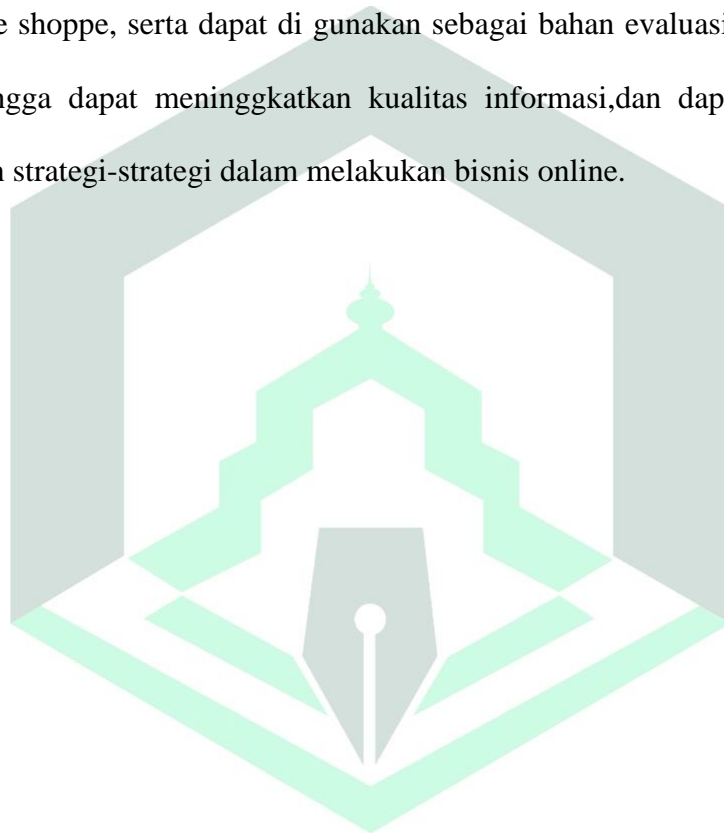 e shoppe, serta dapat di gunakan sebagai bahan evaluasi
ngga dapat meninggkatkan kualitas informasi,dan dap
n strategi-strategi dalam melakukan bisnis online.